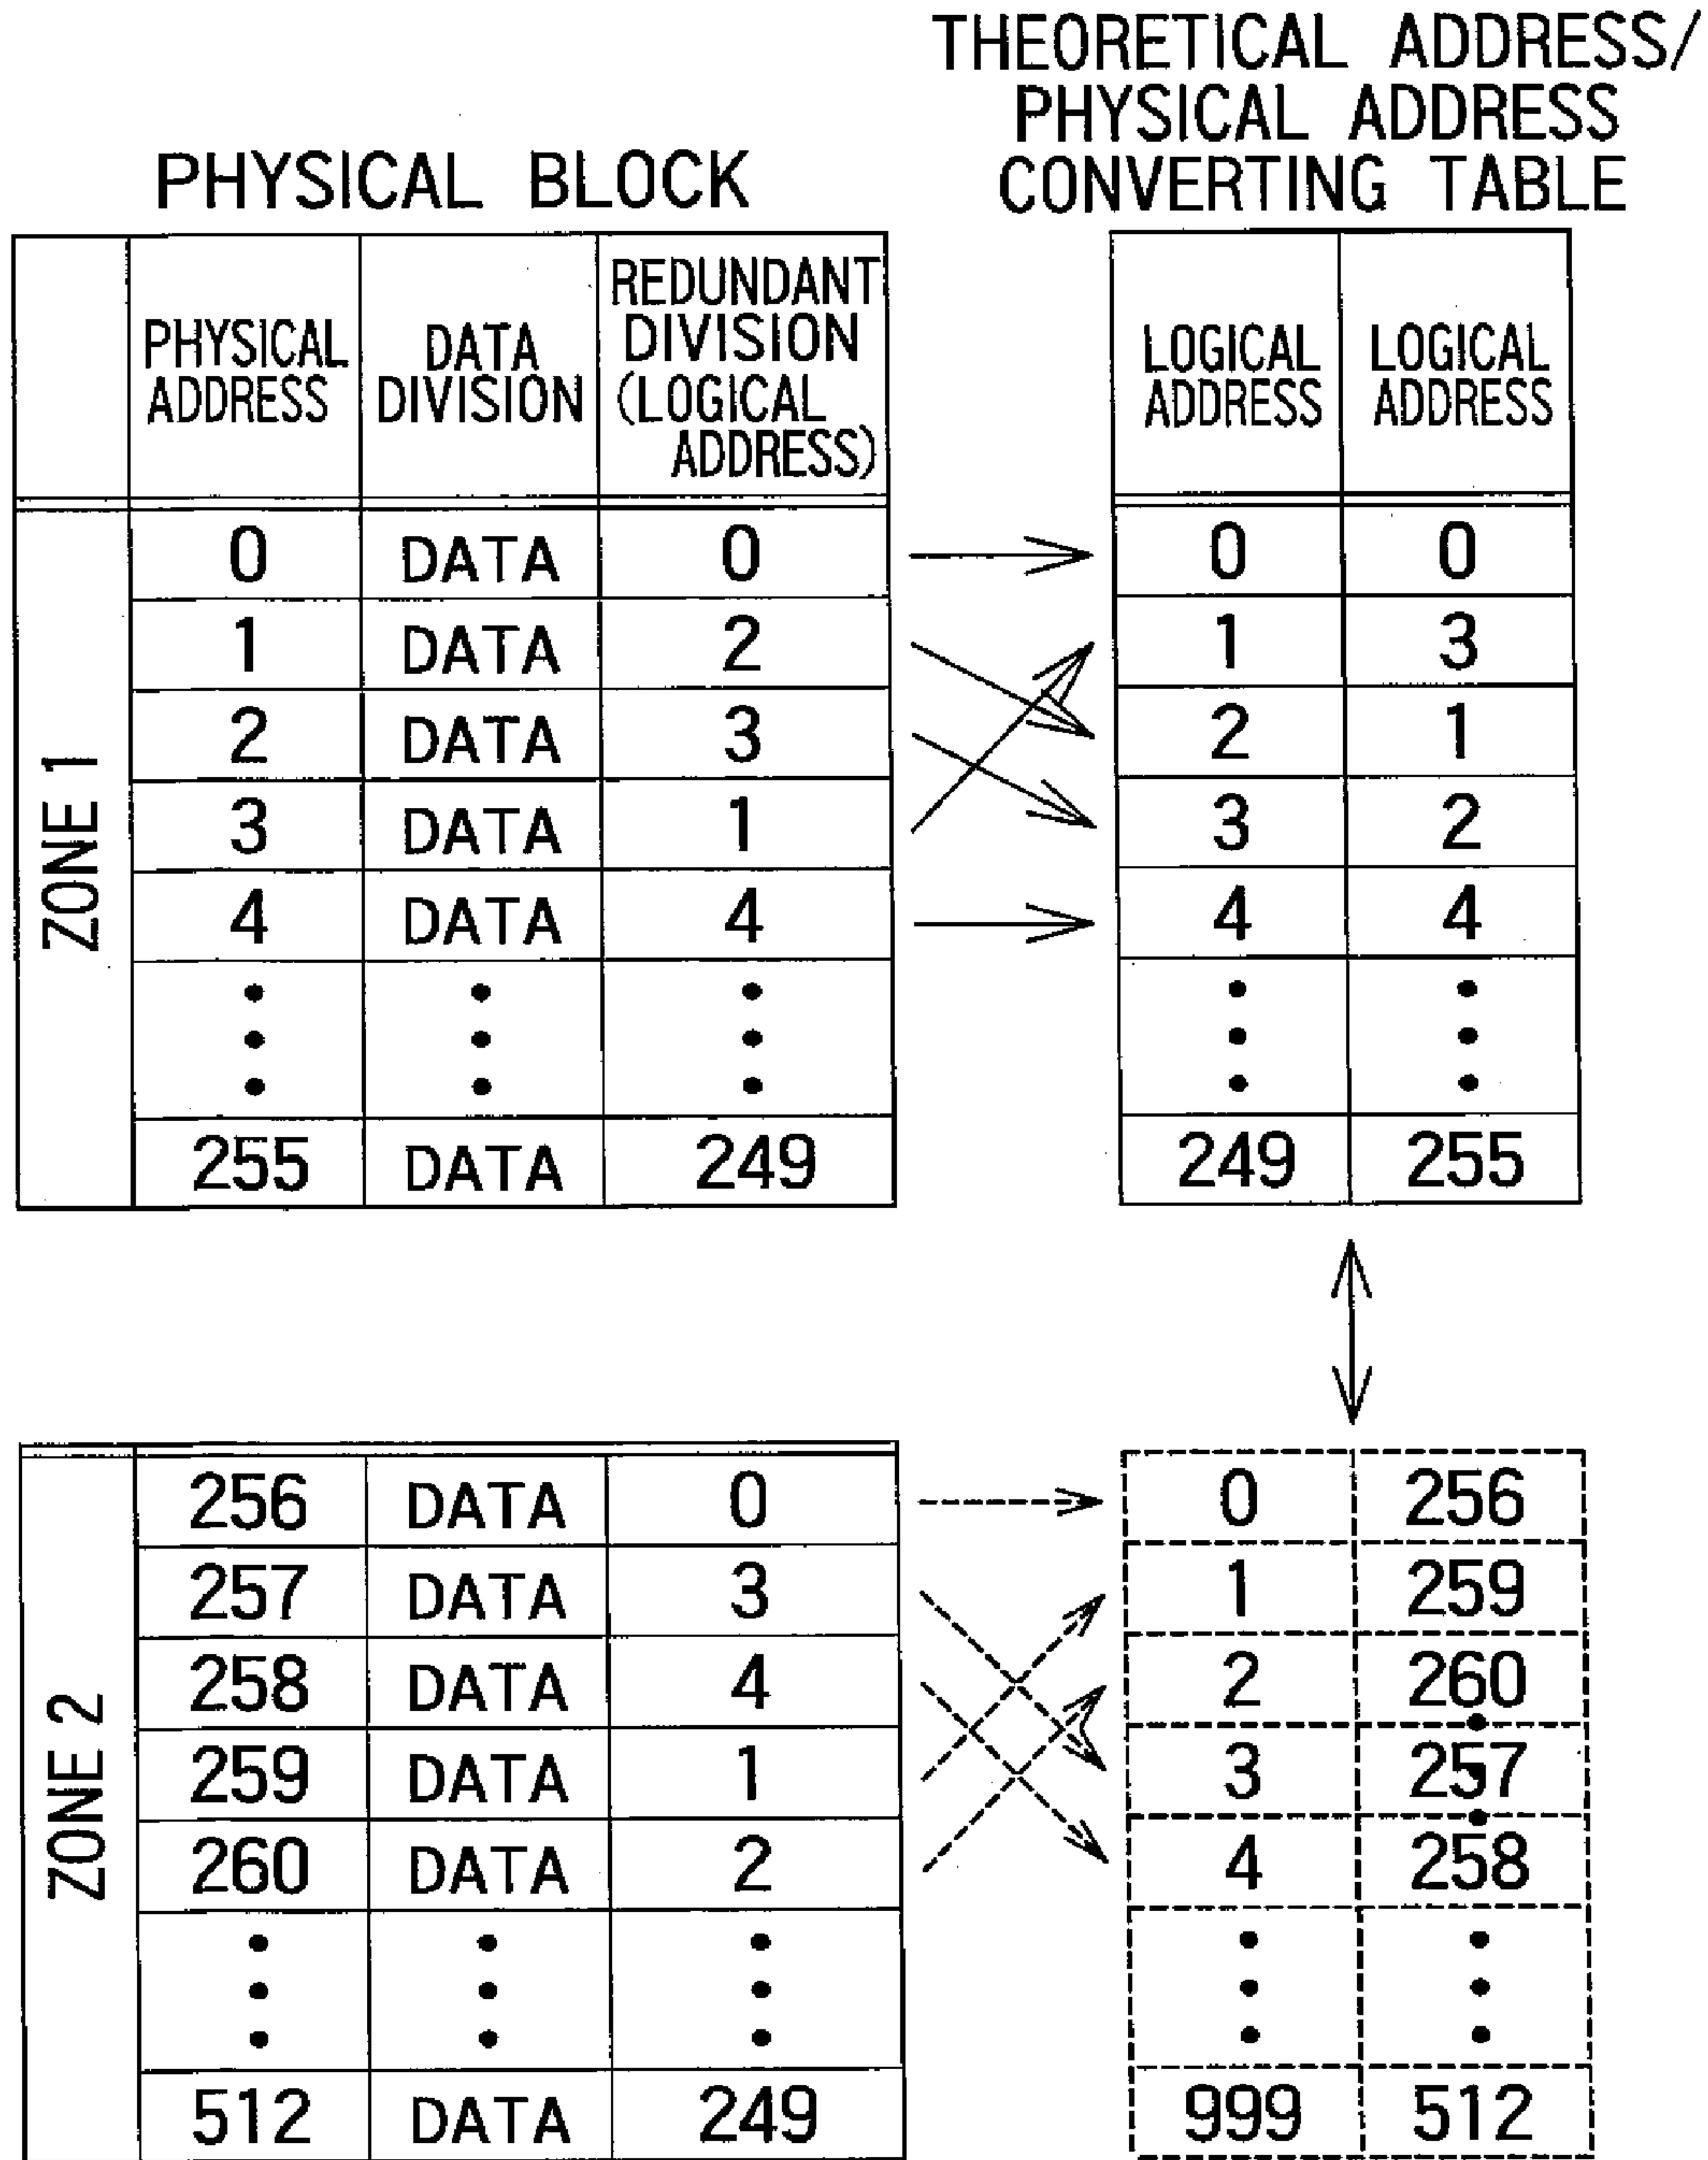 THEORETICAL ADDRESS/
PHYSICAL ADDRESS
CONVERTING TABLE
PHYSICAL BLOCK
PHYSICAL ADDRESS DATA DIVISION REDUNDANT DIVISION (LOGICAL ADDRESS)
ZONE 1
0 DATA 0
1 DATA 2
2 DATA 3
3 DATA 1
4 DATA 4
255 DATA 249
LOGICAL ADDRESS LOGICAL ADDRESS
0 0
1 3
2 1
3 2
4 4
249 255
ZONE 2
256 DATA 0
257 DATA 3
258 DATA 4
259 DATA 1
260 DATA 2
512 DATA 249
0 256
1 259
2 260
3 257
4 258
999 512